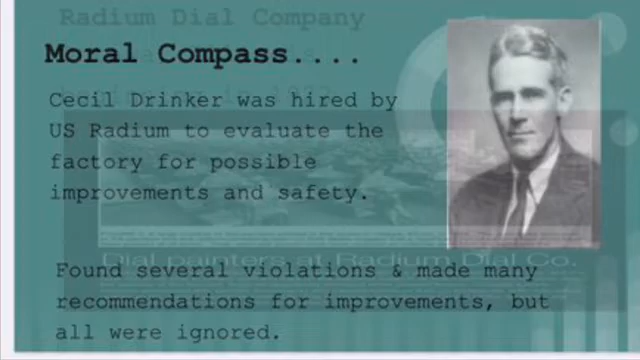 Radium Dial Company
Moral Compass....
Cecil Drinker was hired by
US Radium to evaluate the
factory for possible
improvements and safety.
Dial painters at Radium Dial Co.
Found several violations & made many
recommendations for improvements, but
all were ignored.